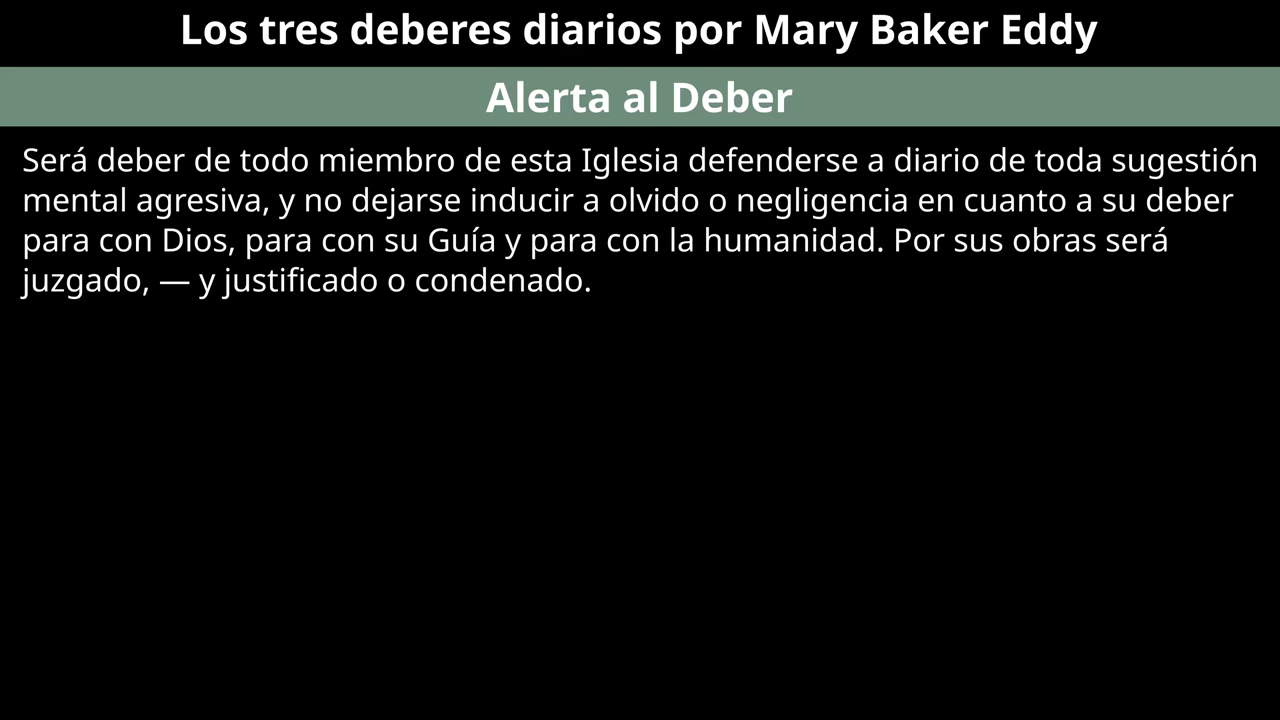 Los tres deberes diarios por Mary Baker Eddy
Alerta al Deber
Será deber de todo miembro de esta Iglesia defenderse a diario de toda sugestión
mental agresiva, y no dejarse inducir a olvido o negligencia en cuanto a su deber
para con Dios, para con su Guía y para con la humanidad. Por sus obras será
juzgado, — y justificado o condenado.